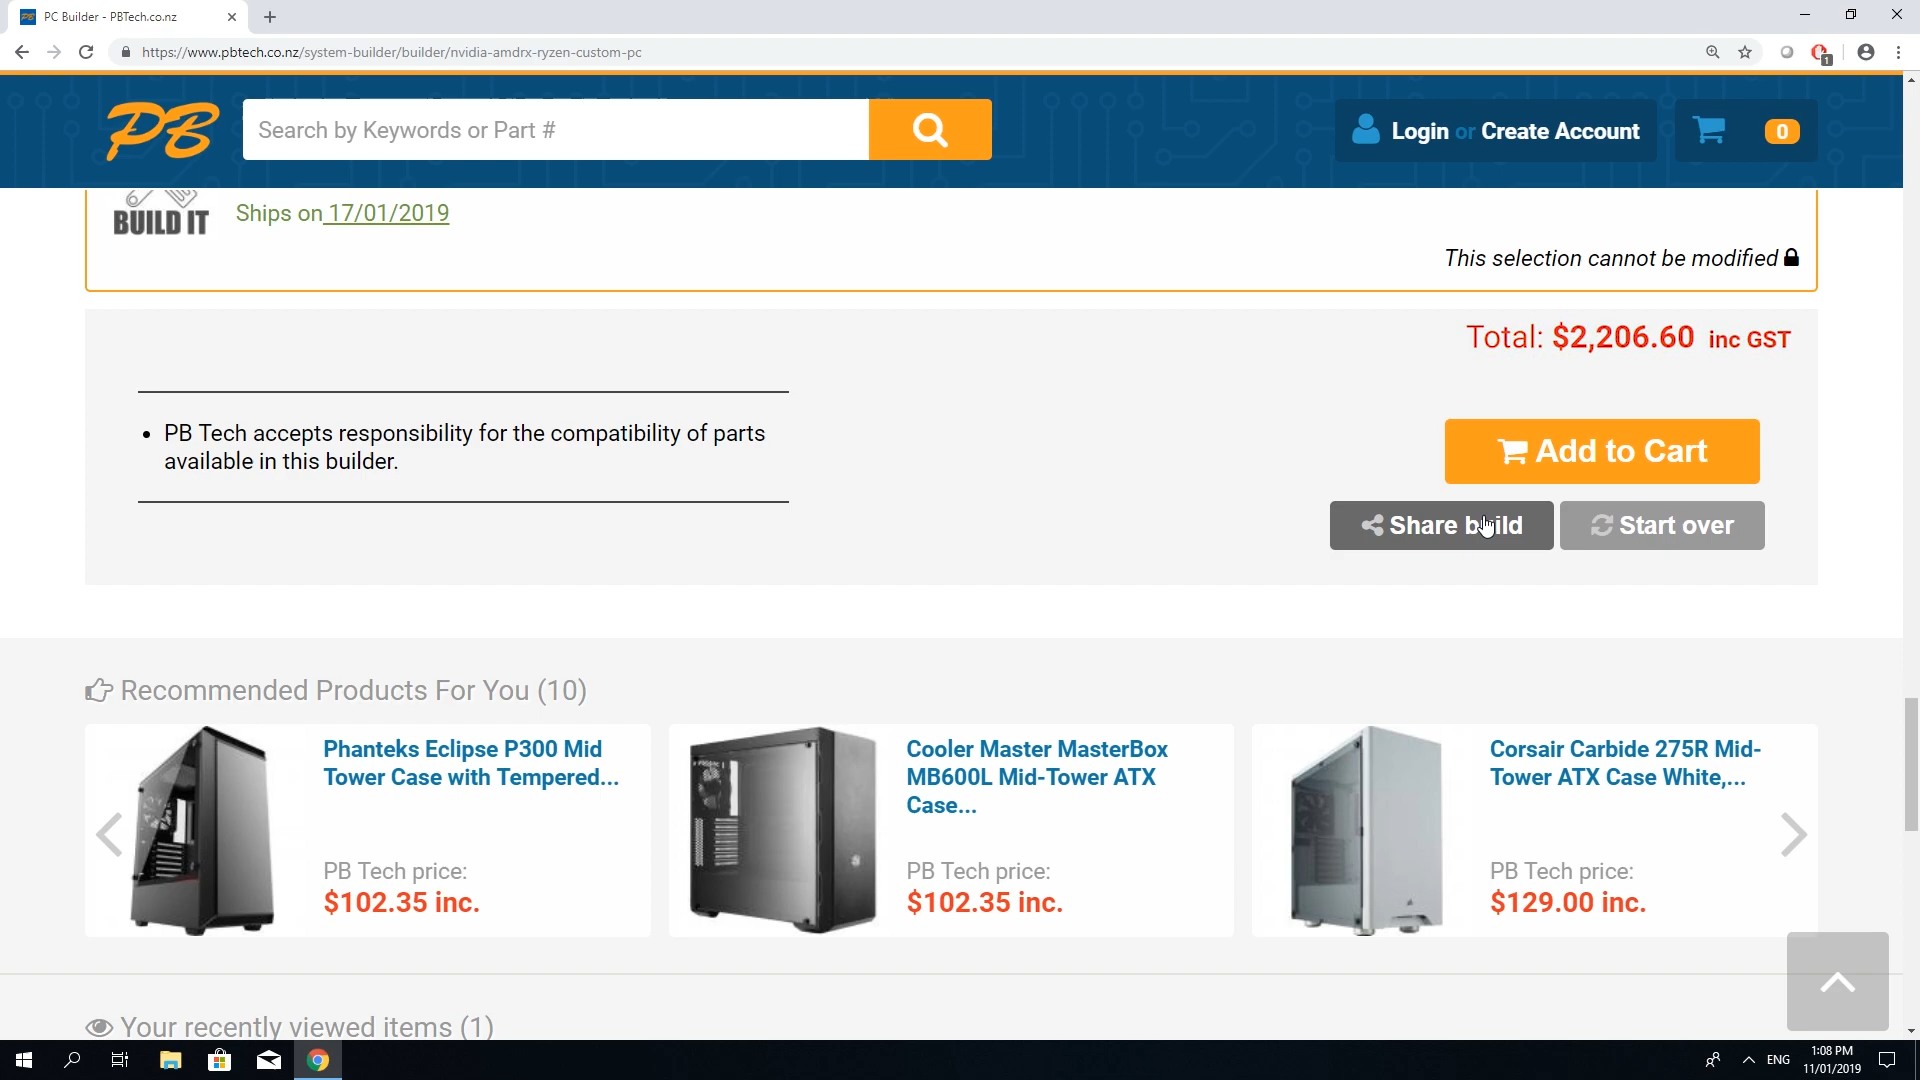 PC Builder - PBTech.co.nz
https://www.pbtech.co.nz/system-builder/builder/nvidia-amdrx-ryzen-custom-pc
1
PB
Search by Keywords or Part #
Login or Create Account
0
BUILD IT
Ships on 17/01/2019
This selection cannot be modified
Total: $2,206.60 inc GST
• PB Tech accepts responsibility for the compatibility of parts
available in this builder.
Add to Cart
Share build
Start over
Recommended Products For You (10)
Phanteks Eclipse P300 Mid
Tower Case with Tempered...
PB Tech price:
$102.35 inc.
Cooler Master MasterBox
MB600L Mid-Tower ATX
Case...
PB Tech price:
$102.35 inc.
Corsair Carbide 275R Mid-
Tower ATX Case White,...
PB Tech price:
$129.00 inc.
Your recently viewed items (1)
ENG
1:08 PM
11/01/2019